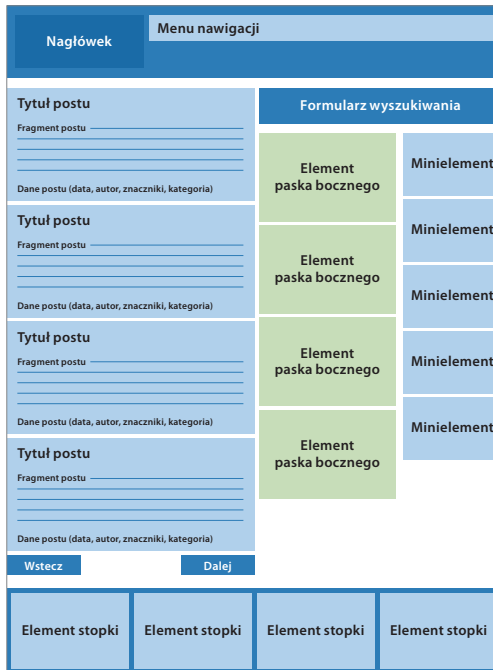 Nagłówek
Menu nawigacji
Tytuł postu
Fragment postu
Dane postu (data, autor, znaczniki, kategoria)
Tytuł postu
Fragment postu
Dane postu (data, autor, znaczniki, kategoria)
Tytuł postu
Fragment postu
Dane postu (data, autor, znaczniki, kategoria)
Tytuł postu
Fragment postu
Dane postu (data, autor, znaczniki, kategoria)
Wstecz
Dalej
Formularz wyszukiwania
Element
paska bocznego
Element
paska bocznego
Element
paska bocznego
Element
paska bocznego
Minielement
Minielement
Minielement
Minielement
Minielement
Element stopki
Element stopki
Element stopki
Element stopki